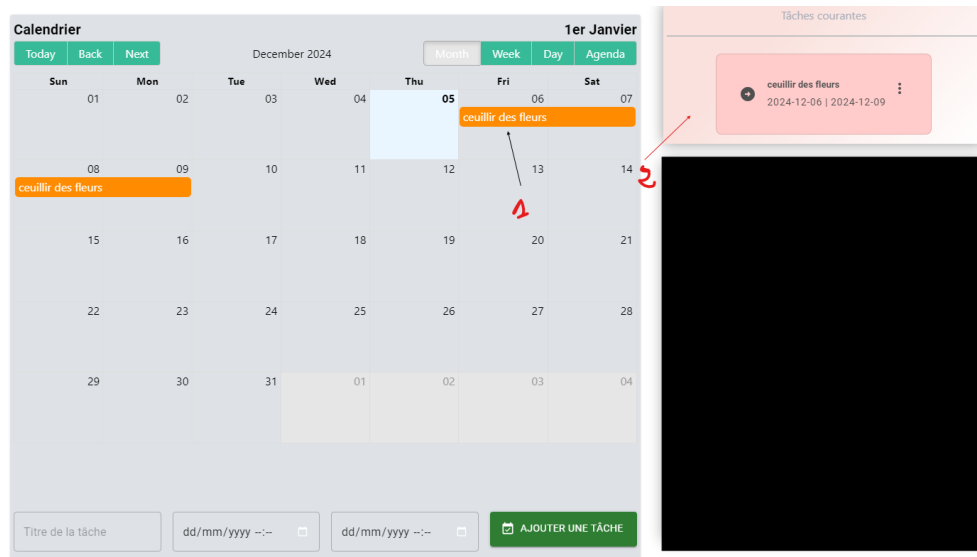 Calendrier 1er Janvier
Today Back Next December 2024 Month Week Day Agenda
Sun Mon Tue Wed Thu Fri Sat
01 02 03 04 05 06 07
ceuillir des fleurs
08 09 10 11 12 13 14
ceuillir des fleurs
1
15 16 17 18 19 20 21
22 23 24 25 26 27 28
29 30 31 01 02 03 04
Titre de la tâche dd/mm/yyyy --:-- dd/mm/yyyy --:-- AJOUTER UNE TÂCHE
Tâches courantes
ceuillir des fleurs
2024-12-06 | 2024-12-09
2